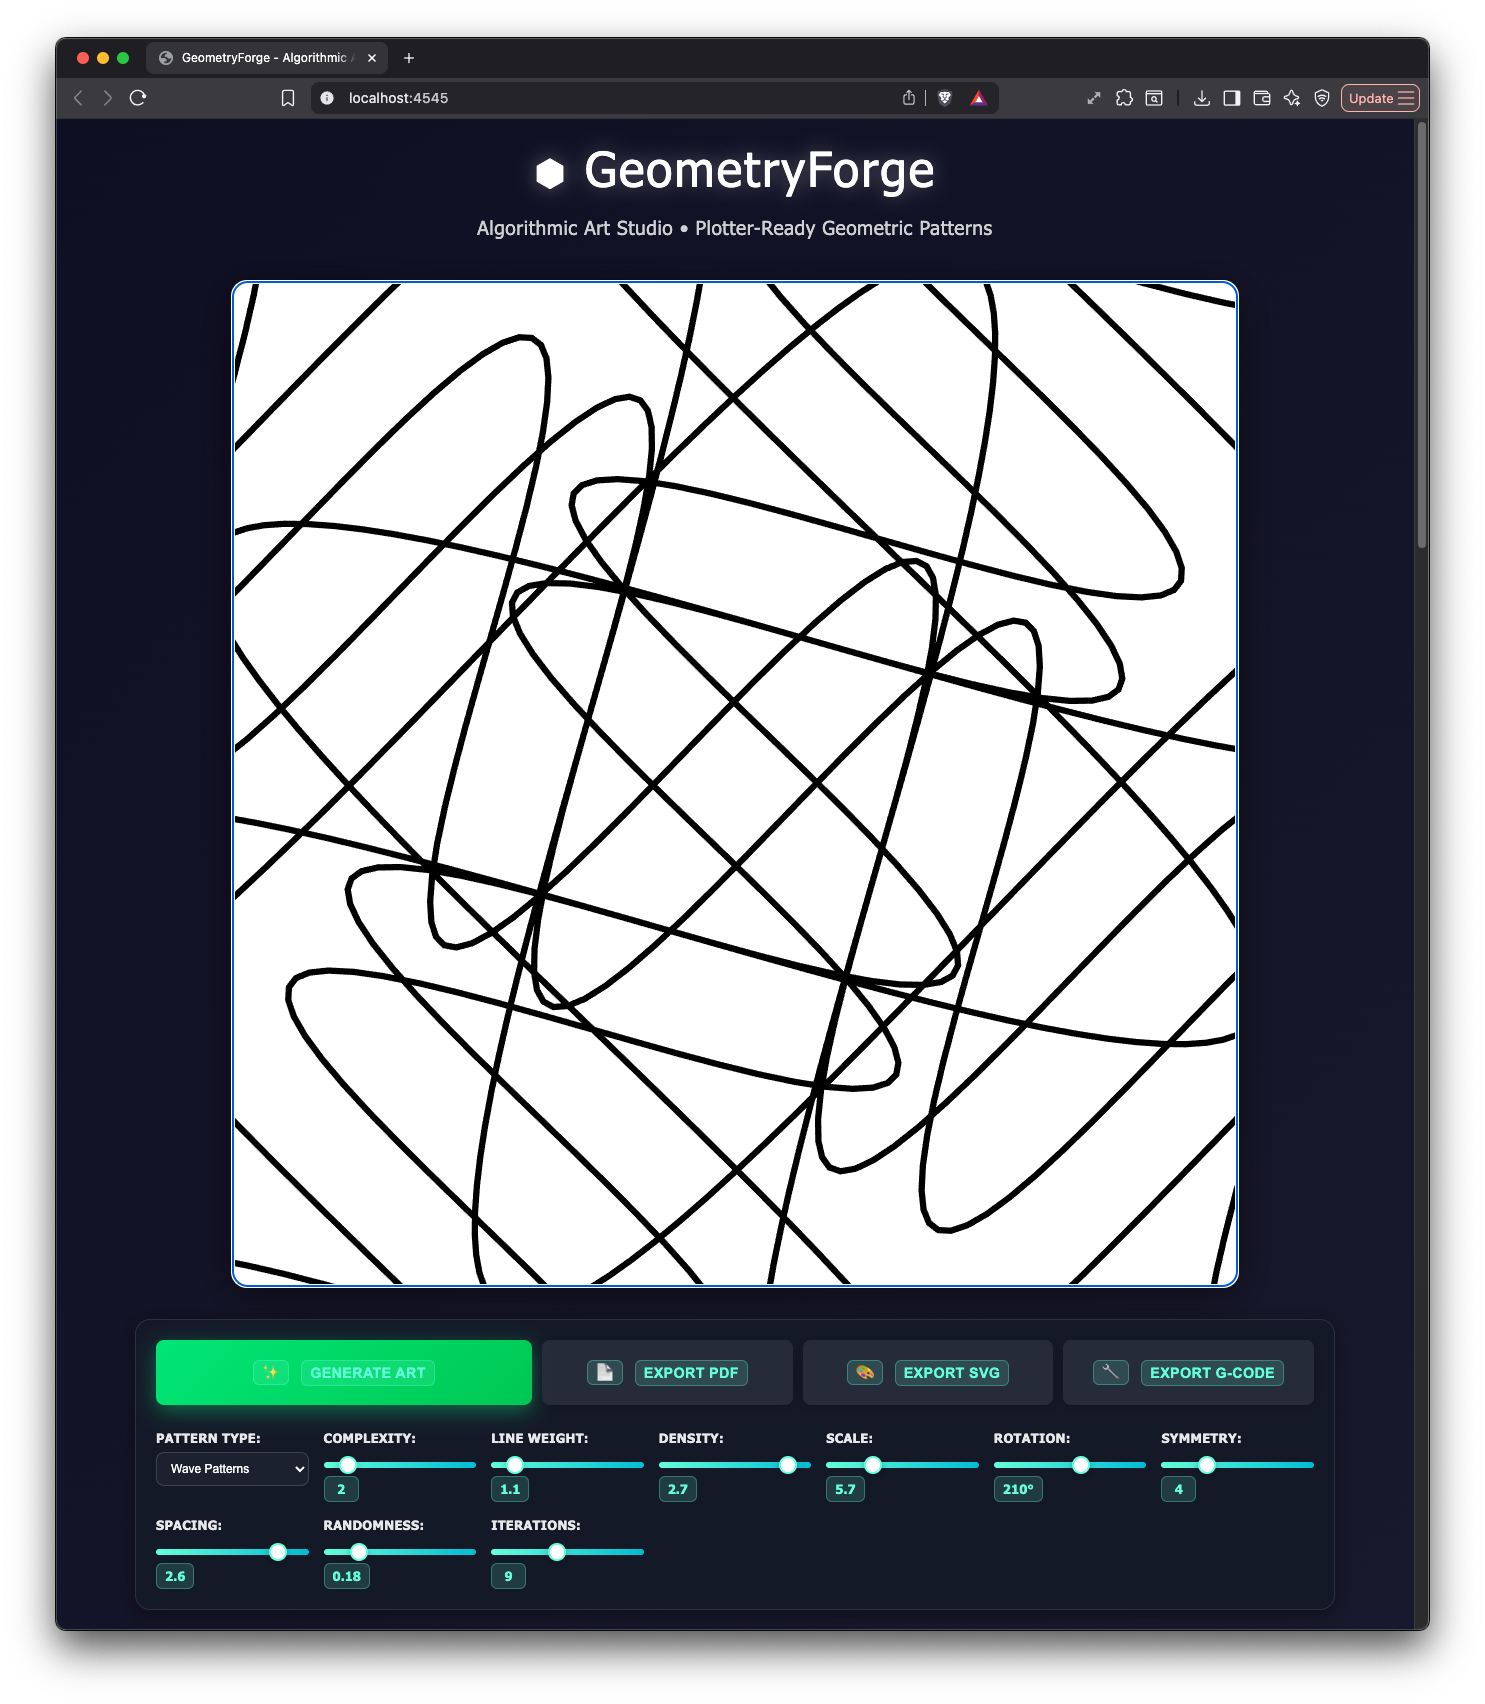 GeometryForge - Algorithmic
localhost:4545
Update
GeometryForge
Algorithmic Art Studio • Plotter-Ready Geometric Patterns
GENERATE ART
EXPORT PDF
EXPORT SVG
EXPORT G-CODE
PATTERN TYPE:
COMPLEXITY:
LINE WEIGHT:
DENSITY:
SCALE:
ROTATION:
SYMMETRY:
Wave Patterns
2
1.1
2.7
5.7
210°
4
SPACING:
RANDOMNESS:
ITERATIONS:
2.6
0.18
9